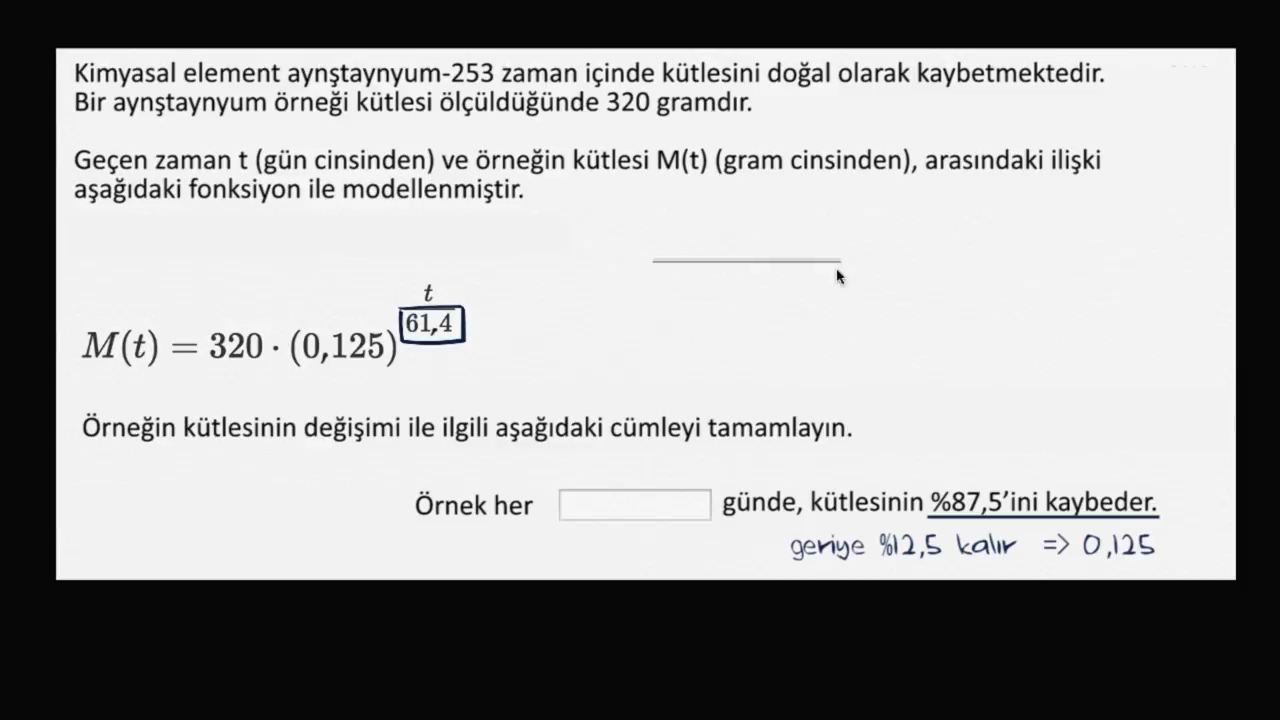 Kimyasal element aynştaynyum-253 zaman içinde kütlesini doğal olarak kaybetmektedir.
Bir aynştaynyum örneği kütlesi ölçüldüğünde 320 gramdır.
Geçen zaman t (gün cinsinden) ve örneğin kütlesi M(t) (gram cinsinden), arasındaki ilişki
aşağıdaki fonksiyon ile modellenmiştir.
M(t) = 320 · (0,125)^(t/61,4)
Örneğin kütlesinin değişimi ile ilgili aşağıdaki cümleyi tamamlayın.
Örnek her günde, kütlesinin %87,5’ini kaybeder.
geriye %12,5 kalır => 0,125